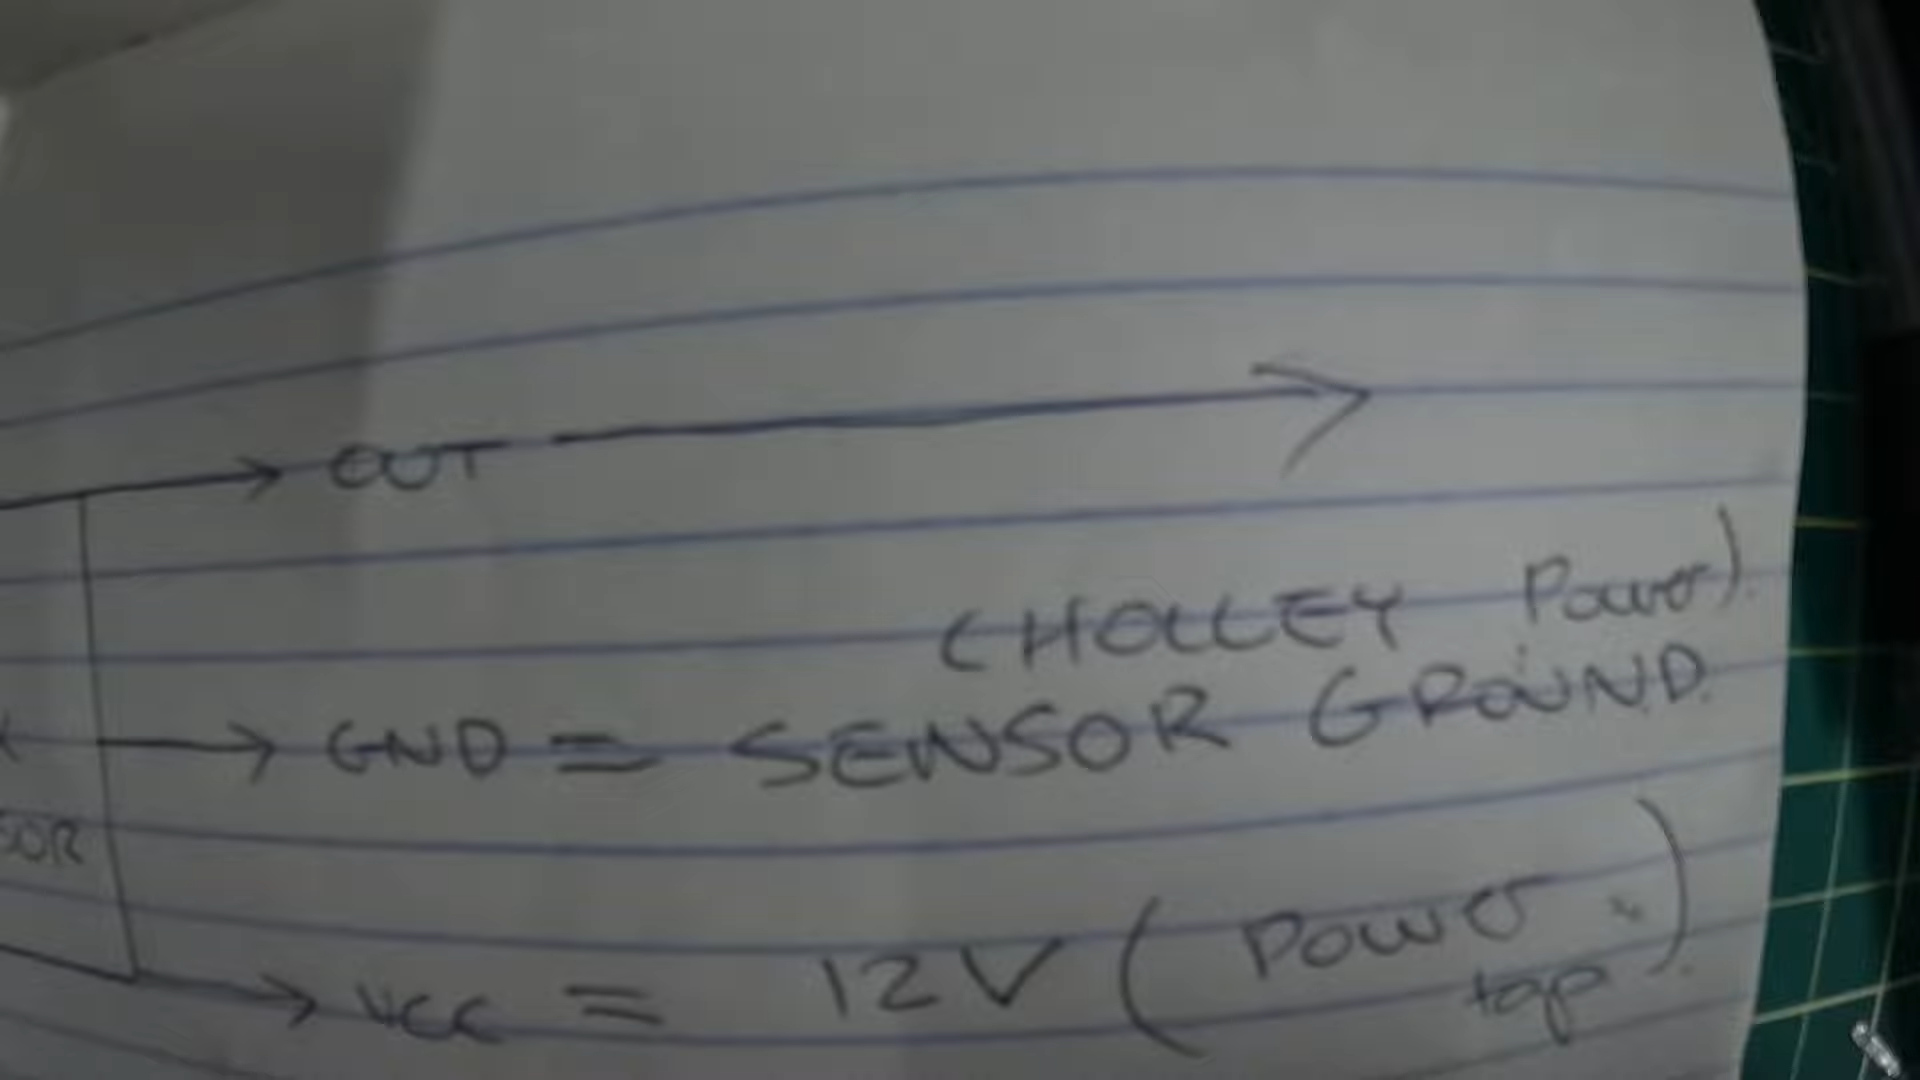 OUT
(HOLLEY Power)
GND = SENSOR GROUND
SOR
VCC = 12V (Power
tap)